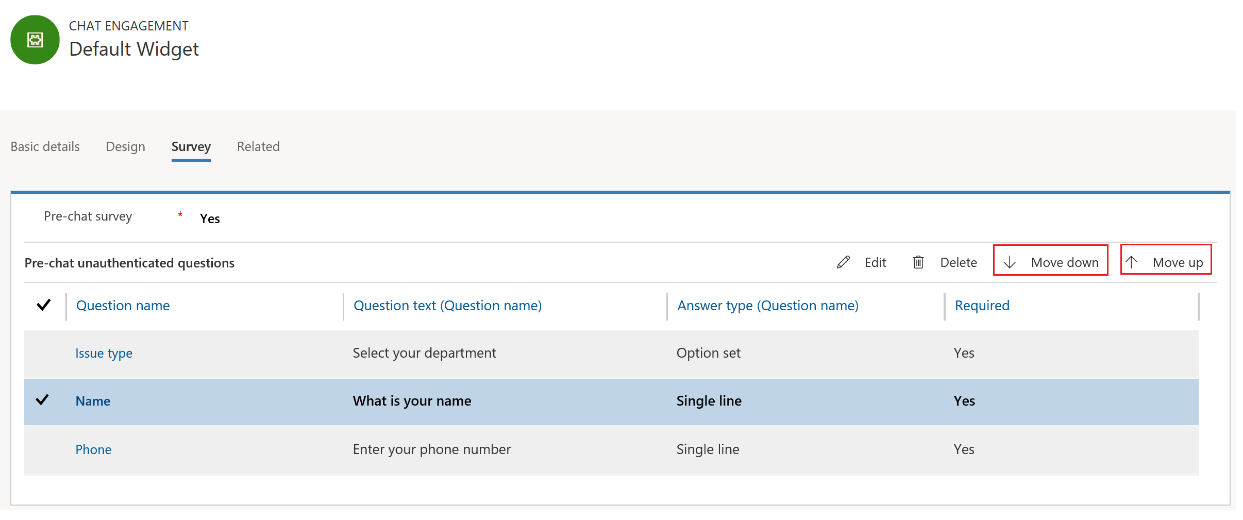 CHAT ENGAGEMENT
Default Widget
Basic details Design Survey Related
Pre-chat survey * Yes
Pre-chat unauthenticated questions Edit Delete Move down Move up
Question name Question text (Question name) Answer type (Question name) Required
Issue type Select your department Option set Yes
Name What is your name Single line Yes
Phone Enter your phone number Single line Yes